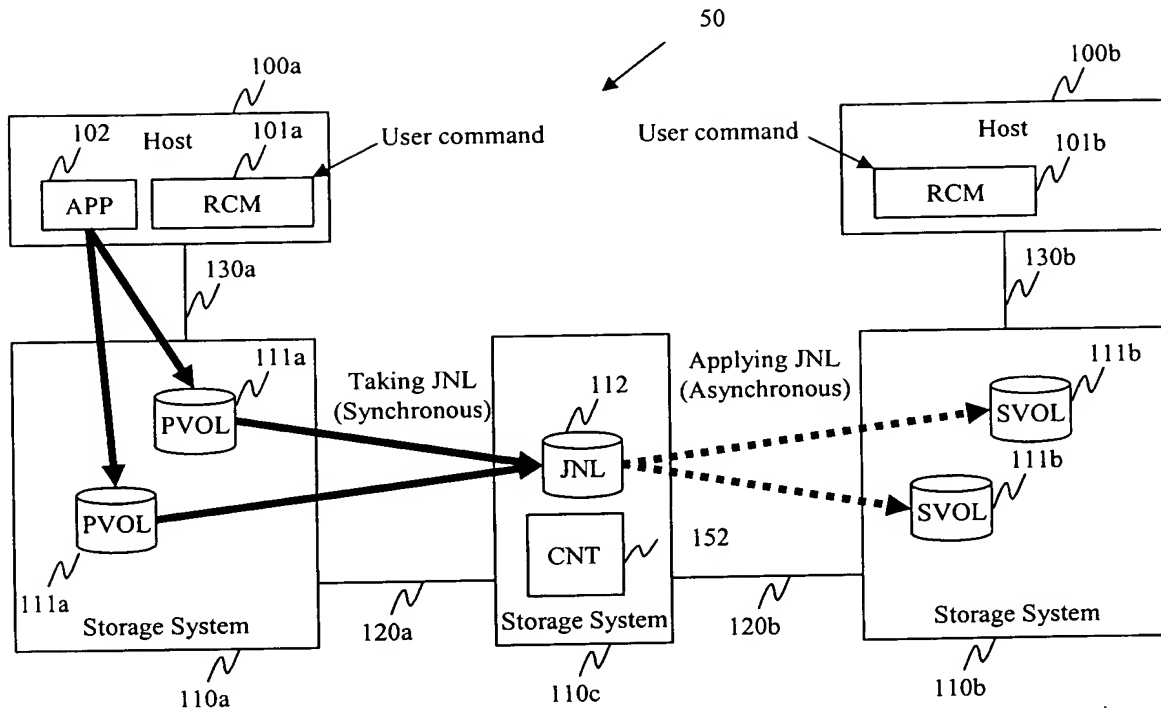 50
100a
100b
102
101a
Host
User command
User command
Host
101b
APP
RCM
RCM
130a
130b
111a
Taking JNL
(Synchronous)
112
Applying JNL
(Asynchronous)
111b
PVOL
SVOL
JNL
111b
PVOL
SVOL
CNT
152
111a
Storage System
120a
Storage System
120b
Storage System
110a
110c
110b